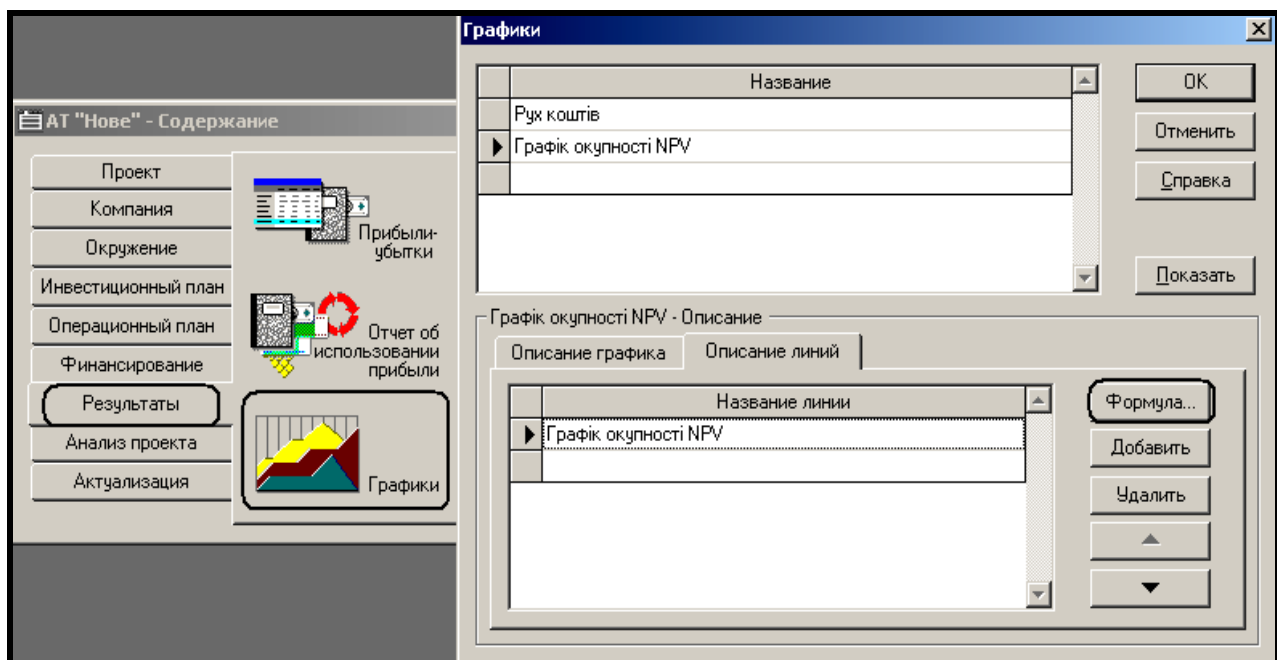 АТ "Нове" - Содержание
Проект
Компания
Окружение
Инвестиционный план
Операционный план
Финансирование
Результаты
Анализ проекта
Актуализация
Прибыли-
убытки
Отчет об
использовании
прибыли
Графики
Графики
Название
Рух коштів
Графік окупності NPV
OK
Отменить
Справка
Показать
Графік окупності NPV - Описание
Описание графика
Описание линий
Название линии
Графік окупності NPV
Формула...
Добавить
Удалить